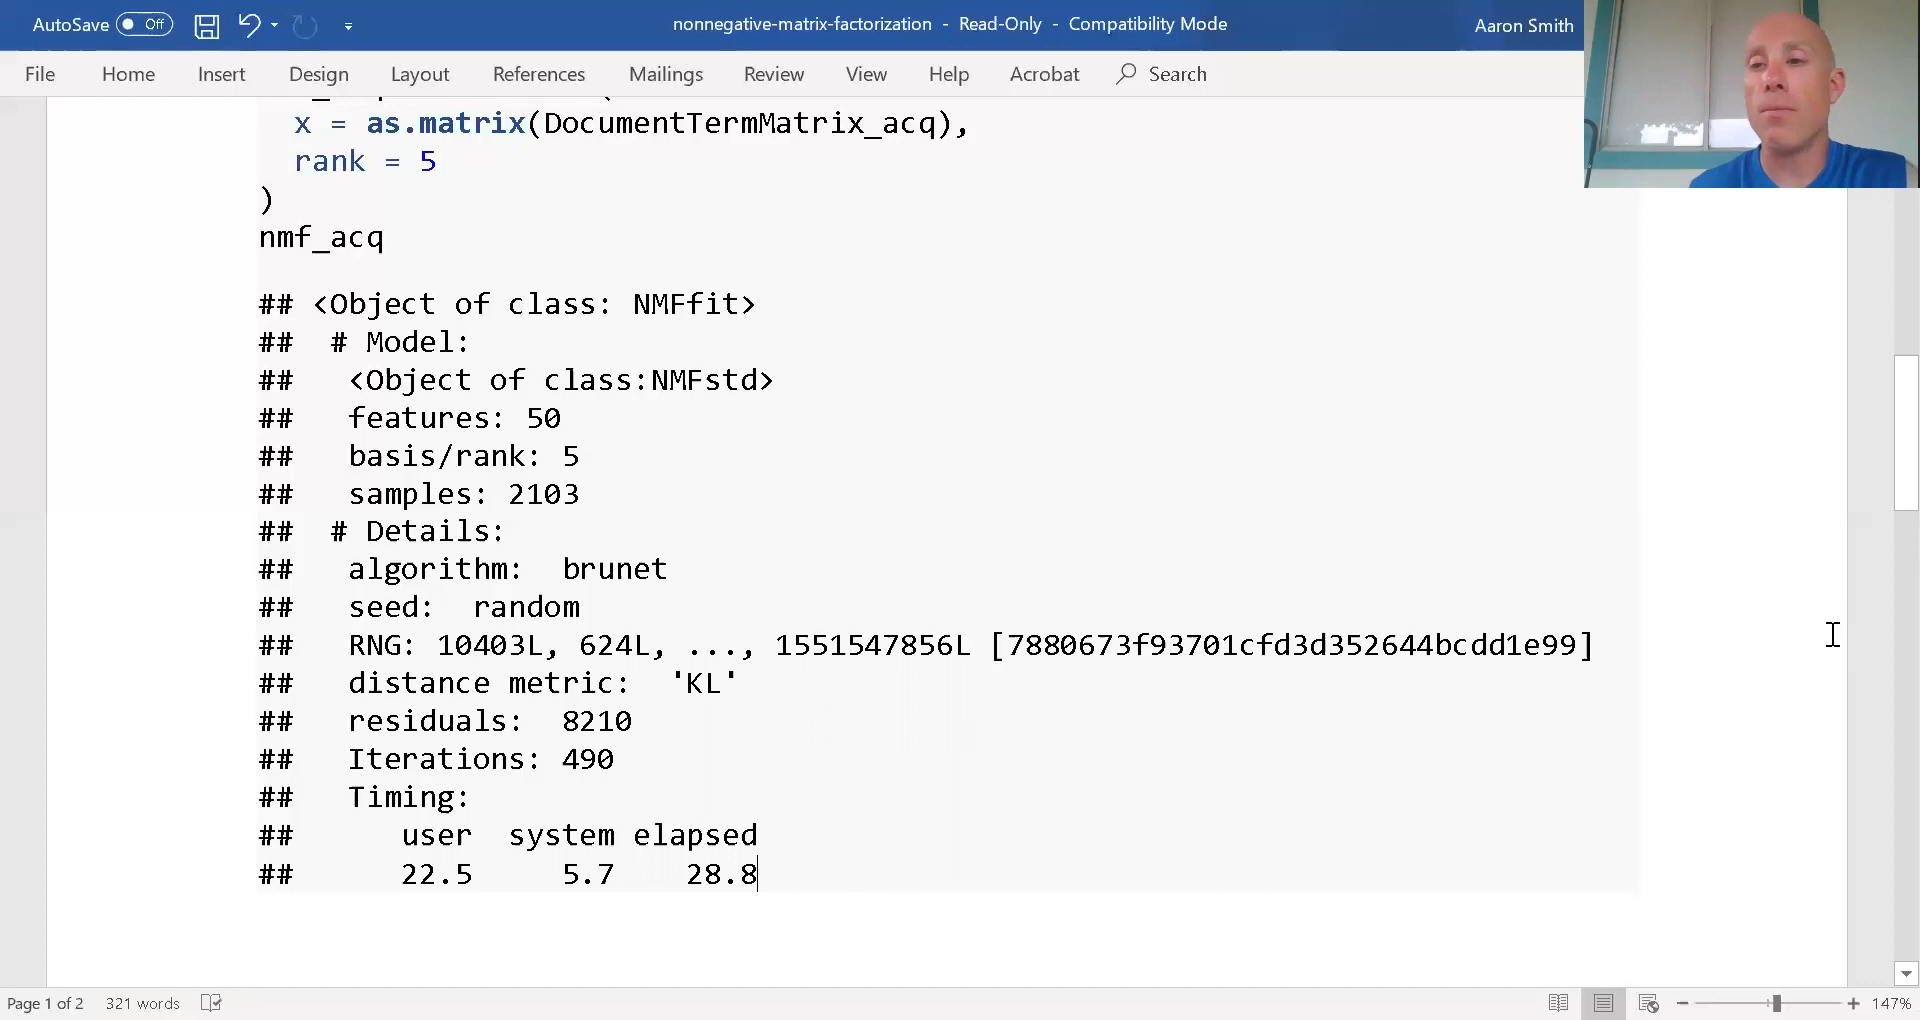 AutoSave Off
nonnegative-matrix-factorization - Read-Only - Compatibility Mode
Aaron Smith
File Home Insert Design Layout References Mailings Review View Help Acrobat Search
x = as.matrix(DocumentTermMatrix_acq),
rank = 5
)
nmf_acq
## <Object of class: NMFfit>
## # Model:
## <Object of class:NMFstd>
## features: 50
## basis/rank: 5
## samples: 2103
## # Details:
## algorithm: brunet
## seed: random
## RNG: 10403L, 624L, ..., 1551547856L [7880673f93701cfd3d352644bcdd1e99]
## distance metric: 'KL'
## residuals: 8210
## Iterations: 490
## Timing:
## user system elapsed
## 22.5 5.7 28.8
Page 1 of 2 321 words
147%